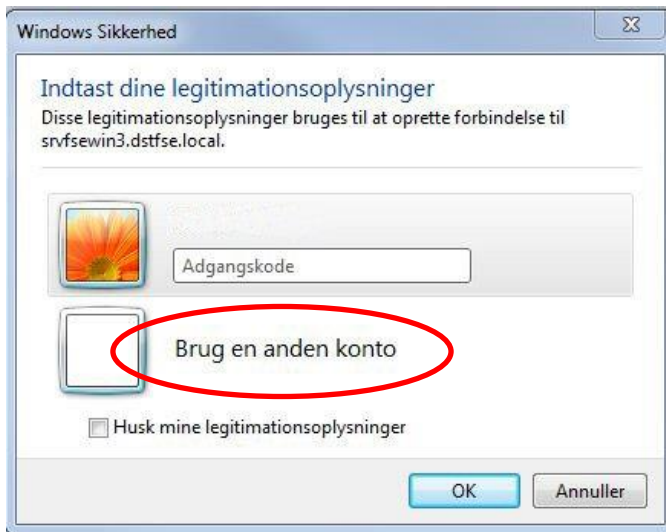 Windows Sikkerhed
Indtast dine legitimationsoplysninger
Disse legitimationsoplysninger bruges til at oprette forbindelse til
srvfsewin3.dstfse.local.
Adgangskode
Brug en anden konto
Husk mine legitimationsoplysninger
OK
Annuller